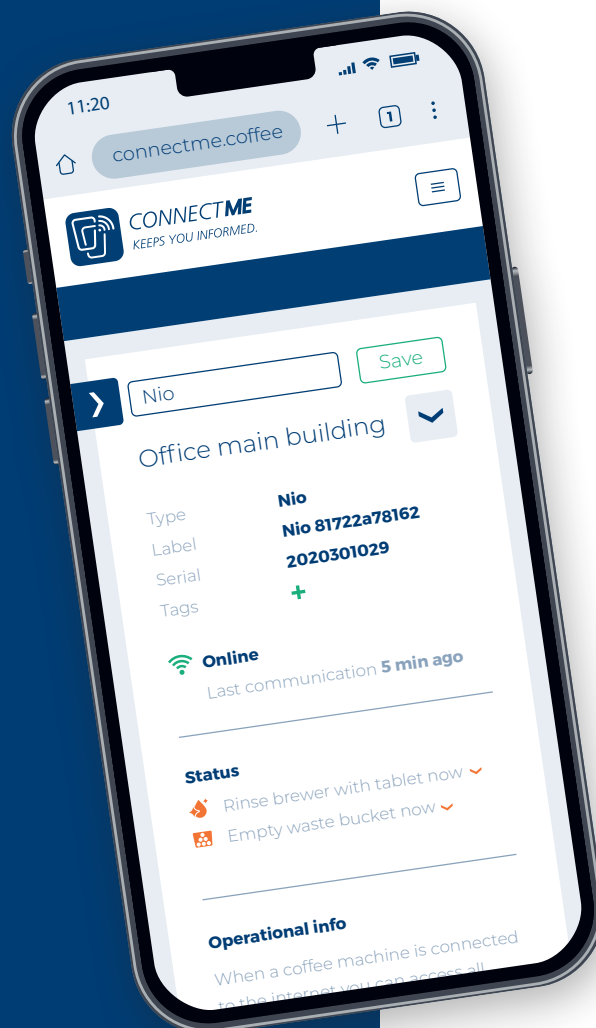 11:20
connectme.coffee
1
CONNECTME
KEEPS YOU INFORMED.
Nio
Save
Office main building
Type Nio
Label Nio 81722a78162
Serial 2020301029
Tags +
Online
Last communication 5 min ago
Status
Rinse brewer with tablet now
Empty waste bucket now
Operational info
When a coffee machine is connected
to the internet you can access all